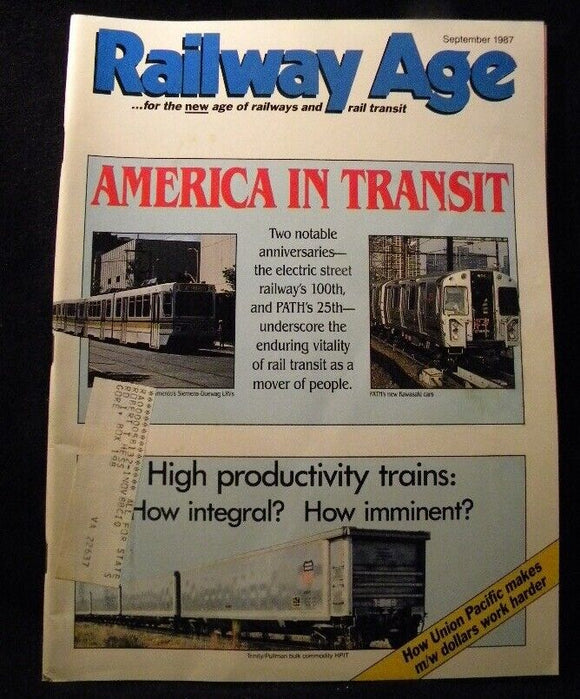 September 1987
Railway Age
...for the new age of railways and rail transit
AMERICA IN TRANSIT
Two notable
anniversaries—
the electric street
railway's 100th,
and PATH's 25th—
underscore the
enduring vitality
of rail transit as a
mover of people.
Siemens-Duewag LRVs
PATH's new Kawasaki cars
High productivity trains:
How integral? How imminent?
Trinity/Pullman bulk commodity HPIT
How Union Pacific makes
m/w dollars work harder
VA 22637